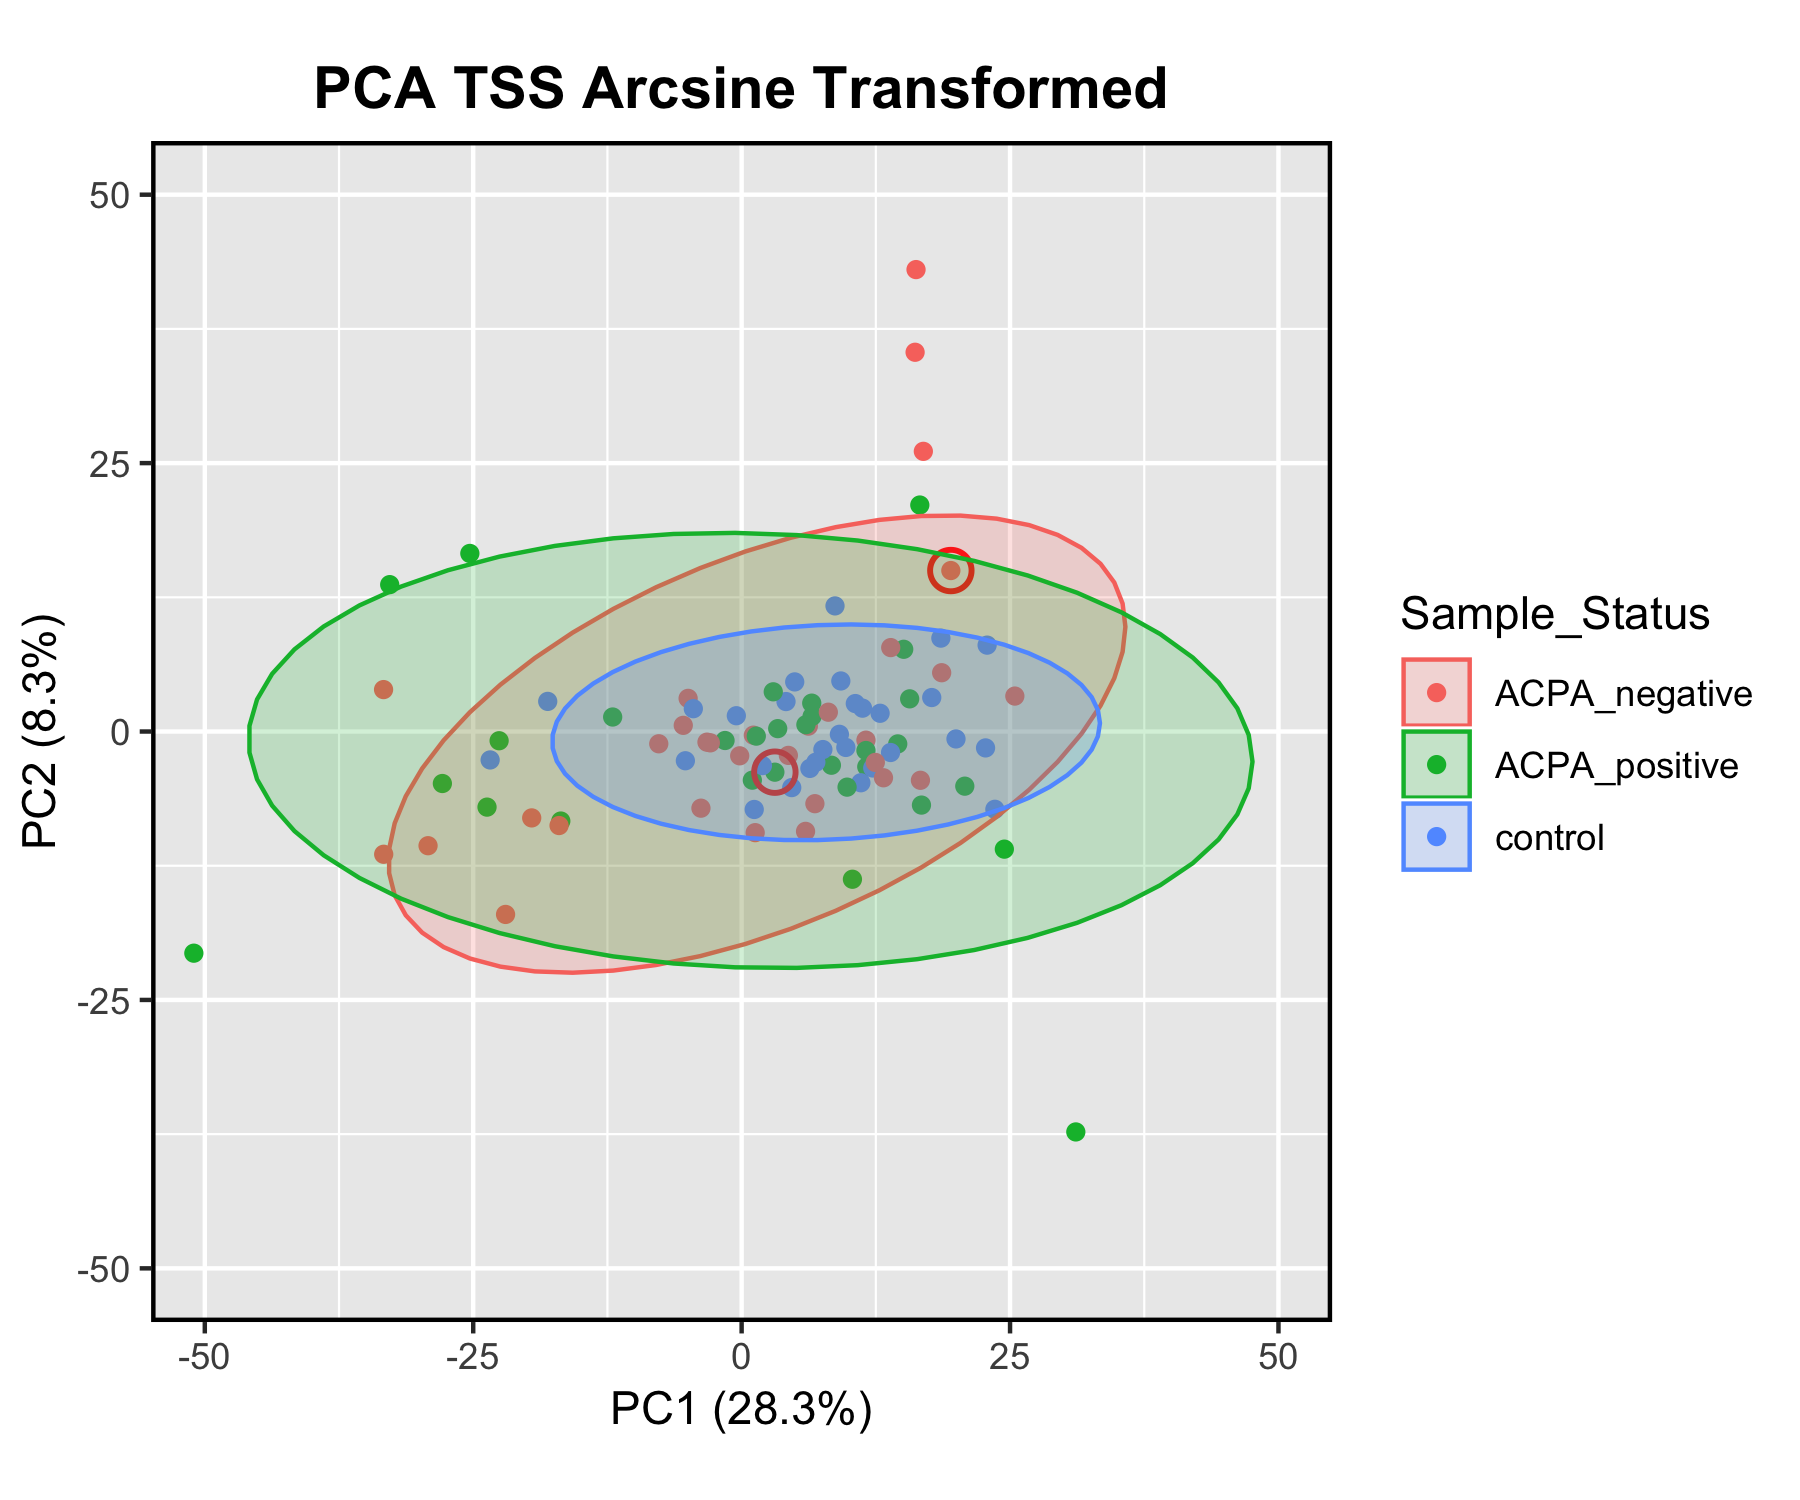 PCA TSS Arcsine Transformed
50
25
0
-25
-50
PC2 (8.3%)
-50
-25
0
25
50
PC1 (28.3%)
Sample_Status
ACPA_negative
ACPA_positive
control